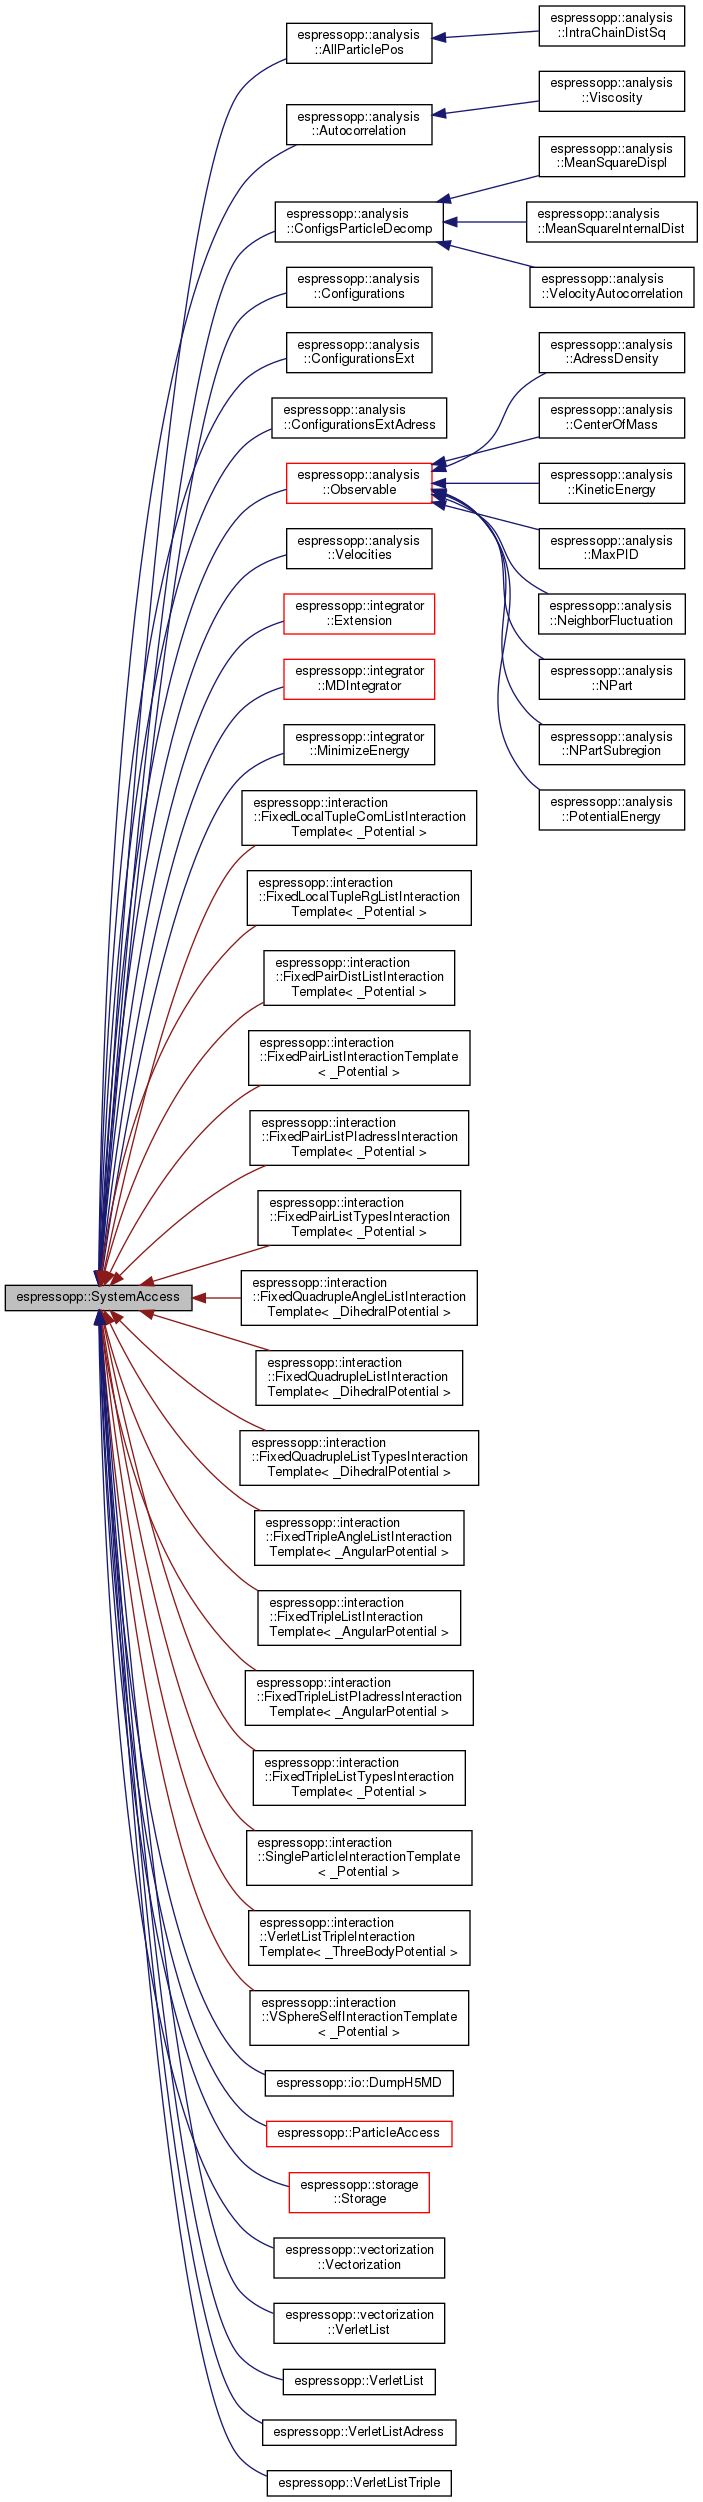 espressopp::analysis
::AllParticlePos
espressopp::analysis
::IntraChainDistSq
espressopp::analysis
::Autocorrelation
espressopp::analysis
::Viscosity
espressopp::analysis
::ConfigsParticleDecomp
espressopp::analysis
::MeanSquareDispl
espressopp::analysis
::MeanSquareInternalDist
espressopp::analysis
::VelocityAutocorrelation
espressopp::analysis
::Configurations
espressopp::analysis
::ConfigurationsExt
espressopp::analysis
::ConfigurationsExtAdress
espressopp::analysis
::Observable
espressopp::analysis
::AdressDensity
espressopp::analysis
::CenterOfMass
espressopp::analysis
::KineticEnergy
espressopp::analysis
::MaxPID
espressopp::analysis
::NeighborFluctuation
espressopp::analysis
::NPart
espressopp::analysis
::NPartSubregion
espressopp::analysis
::PotentialEnergy
espressopp::analysis
::Velocities
espressopp::integrator
::Extension
espressopp::integrator
::MDIntegrator
espressopp::integrator
::MinimizeEnergy
espressopp::interaction
::FixedLocalTupleComListInteraction
Template< _Potential >
espressopp::interaction
::FixedLocalTupleRgListInteraction
Template< _Potential >
espressopp::interaction
::FixedPairDistListInteraction
Template< _Potential >
espressopp::interaction
::FixedPairListInteractionTemplate
< _Potential >
espressopp::interaction
::FixedPairListPIadressInteraction
Template< _Potential >
espressopp::interaction
::FixedPairListTypesInteraction
Template< _Potential >
espressopp::SystemAccess
espressopp::interaction
::FixedQuadrupleAngleListInteraction
Template< _DihedralPotential >
espressopp::interaction
::FixedQuadrupleListInteraction
Template< _DihedralPotential >
espressopp::interaction
::FixedQuadrupleListTypesInteraction
Template< _DihedralPotential >
espressopp::interaction
::FixedTripleAngleListInteraction
Template< _AngularPotential >
espressopp::interaction
::FixedTripleListInteraction
Template< _AngularPotential >
espressopp::interaction
::FixedTripleListPIadressInteraction
Template< _AngularPotential >
espressopp::interaction
::FixedTripleListTypesInteraction
Template< _Potential >
espressopp::interaction
::SingleParticleInteractionTemplate
< _Potential >
espressopp::interaction
::VerletListTripleInteraction
Template< _ThreeBodyPotential >
espressopp::interaction
::VSphereSelfInteractionTemplate
< _Potential >
espressopp::io::DumpH5MD
espressopp::ParticleAccess
espressopp::storage
::Storage
espressopp::vectorization
::Vectorization
espressopp::vectorization
::VerletList
espressopp::VerletList
espressopp::VerletListAdress
espressopp::VerletListTriple